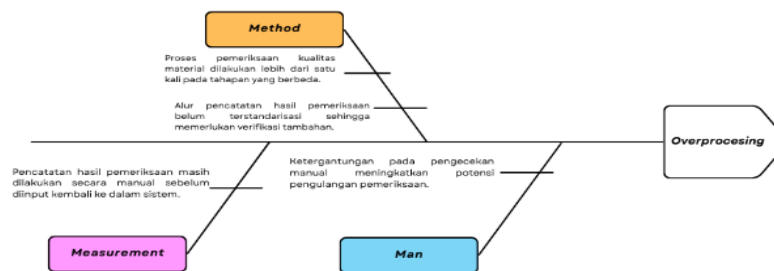 Method
Proses pemeriksaan kualitas
material dilakukan lebih dari satu
kali pada tahapan yang berbeda.
Alur pencatatan hasil pemeriksaan
belum terstandarisasi sehingga
memerlukan verifikasi tambahan.
Overprocesing
Pencatatan hasil pemeriksaan masih
dilakukan secara manual sebelum
diinput kembali ke dalam sistem.
Ketergantungan pada pengecekan
manual meningkatkan potensi
pengulangan pemeriksaan.
Measurement
Man